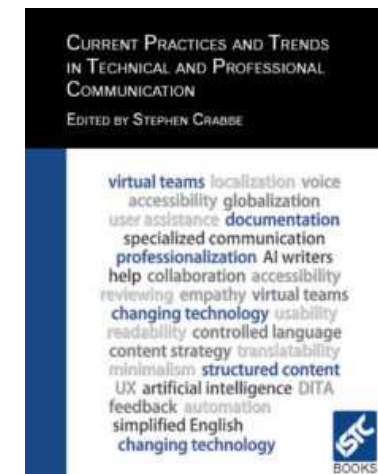 CURRENT PRACTICES AND TRENDS
IN TECHNICAL AND PROFESSIONAL
COMMUNICATION
EDITED BY STEPHEN CRABBE
virtual teams localization voice
accessibility globalization
user assistance documentation
specialized communication
professionalization AI writers
help collaboration accessibility
reviewing empathy virtual teams
changing technology usability
readability controlled language
content strategy translatability
minimalism structured content
UX artificial intelligence DITA
feedback automation
simplified English
changing technology
ISTC
BOOKS